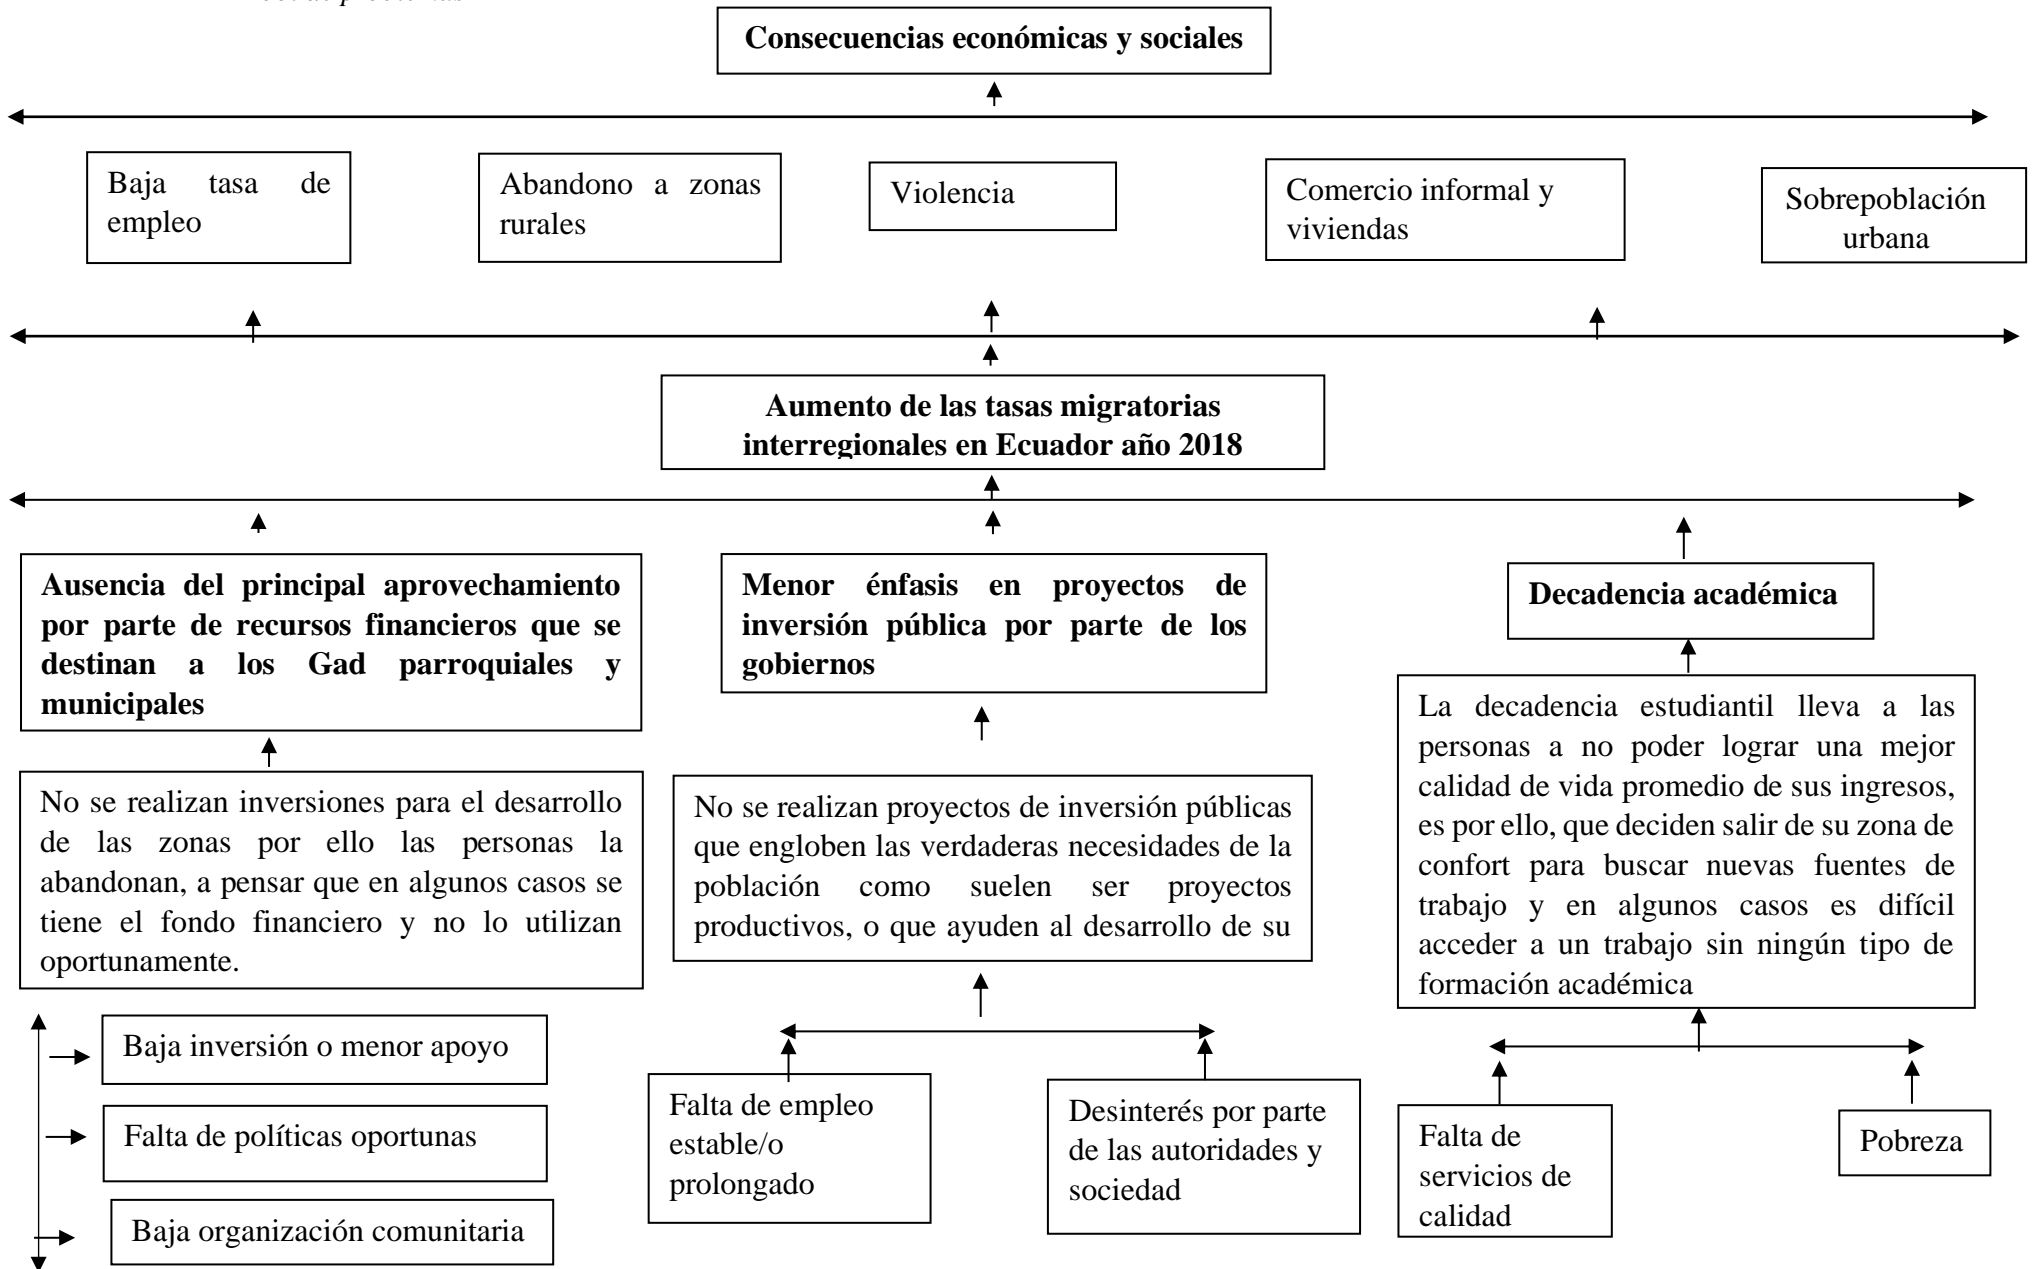 Consecuencias económicas y sociales
Baja tasa de
empleo
Abandono a zonas
rurales
Violencia
Comercio informal y
viviendas
Sobrepoblación
urbana
Aumento de las tasas migratorias
interregionales en Ecuador año 2018
Ausencia del principal aprovechamiento
por parte de recursos financieros que se
destinan a los Gad parroquiales y
municipales
Menor énfasis en proyectos de
inversión pública por parte de los
gobiernos
Decadencia académica
No se realizan inversiones para el desarrollo
de las zonas por ello las personas la
abandonan, a pensar que en algunos casos se
tiene el fondo financiero y no lo utilizan
oportunamente.
No se realizan proyectos de inversión públicas
que engloben las verdaderas necesidades de la
población como suelen ser proyectos
productivos, o que ayuden al desarrollo de su
La decadencia estudiantil lleva a las
personas a no poder lograr una mejor
calidad de vida promedio de sus ingresos,
es por ello, que deciden salir de su zona de
confort para buscar nuevas fuentes de
trabajo y en algunos casos es difícil
acceder a un trabajo sin ningún tipo de
formación académica
Baja inversión o menor apoyo
Falta de políticas oportunas
Baja organización comunitaria
Falta de empleo
estable/o
prolongado
Desinterés por parte
de las autoridades y
sociedad
Falta de
servicios de
calidad
Pobreza